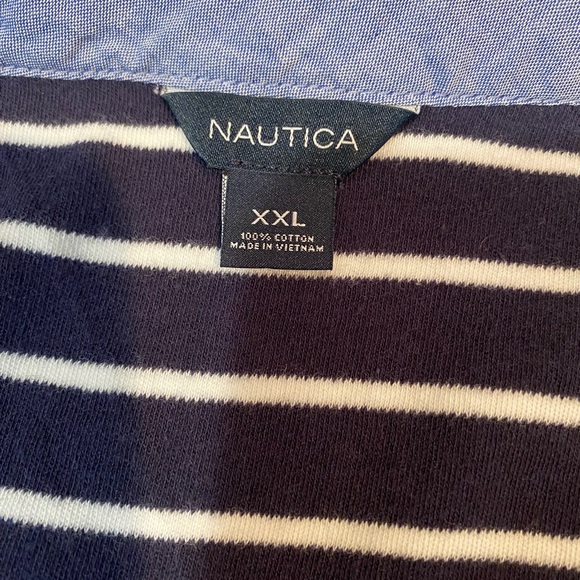 NAUTICA
XXL
100% COTTON
MADE IN VIETNAM